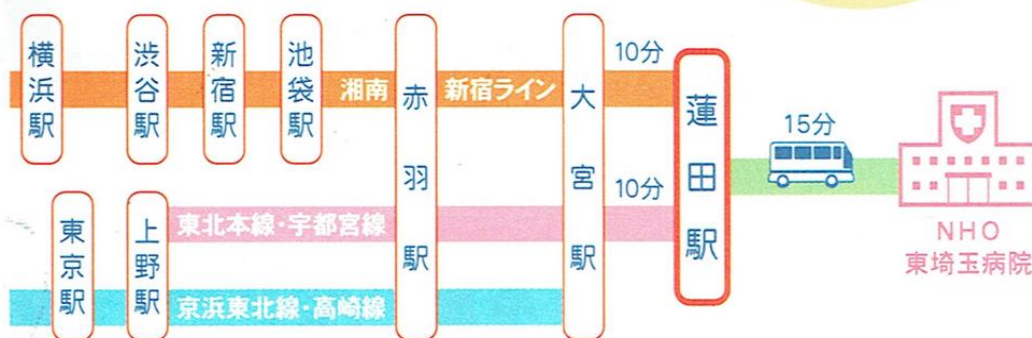 横浜駅
渋谷駅
新宿駅
池袋駅
湘南新宿ライン
赤羽駅
大宮駅
10分
蓮田駅
15分
10分
東京駅
上野駅
東北本線・宇都宮線
京浜東北線・高崎線
NHO
東埼玉病院